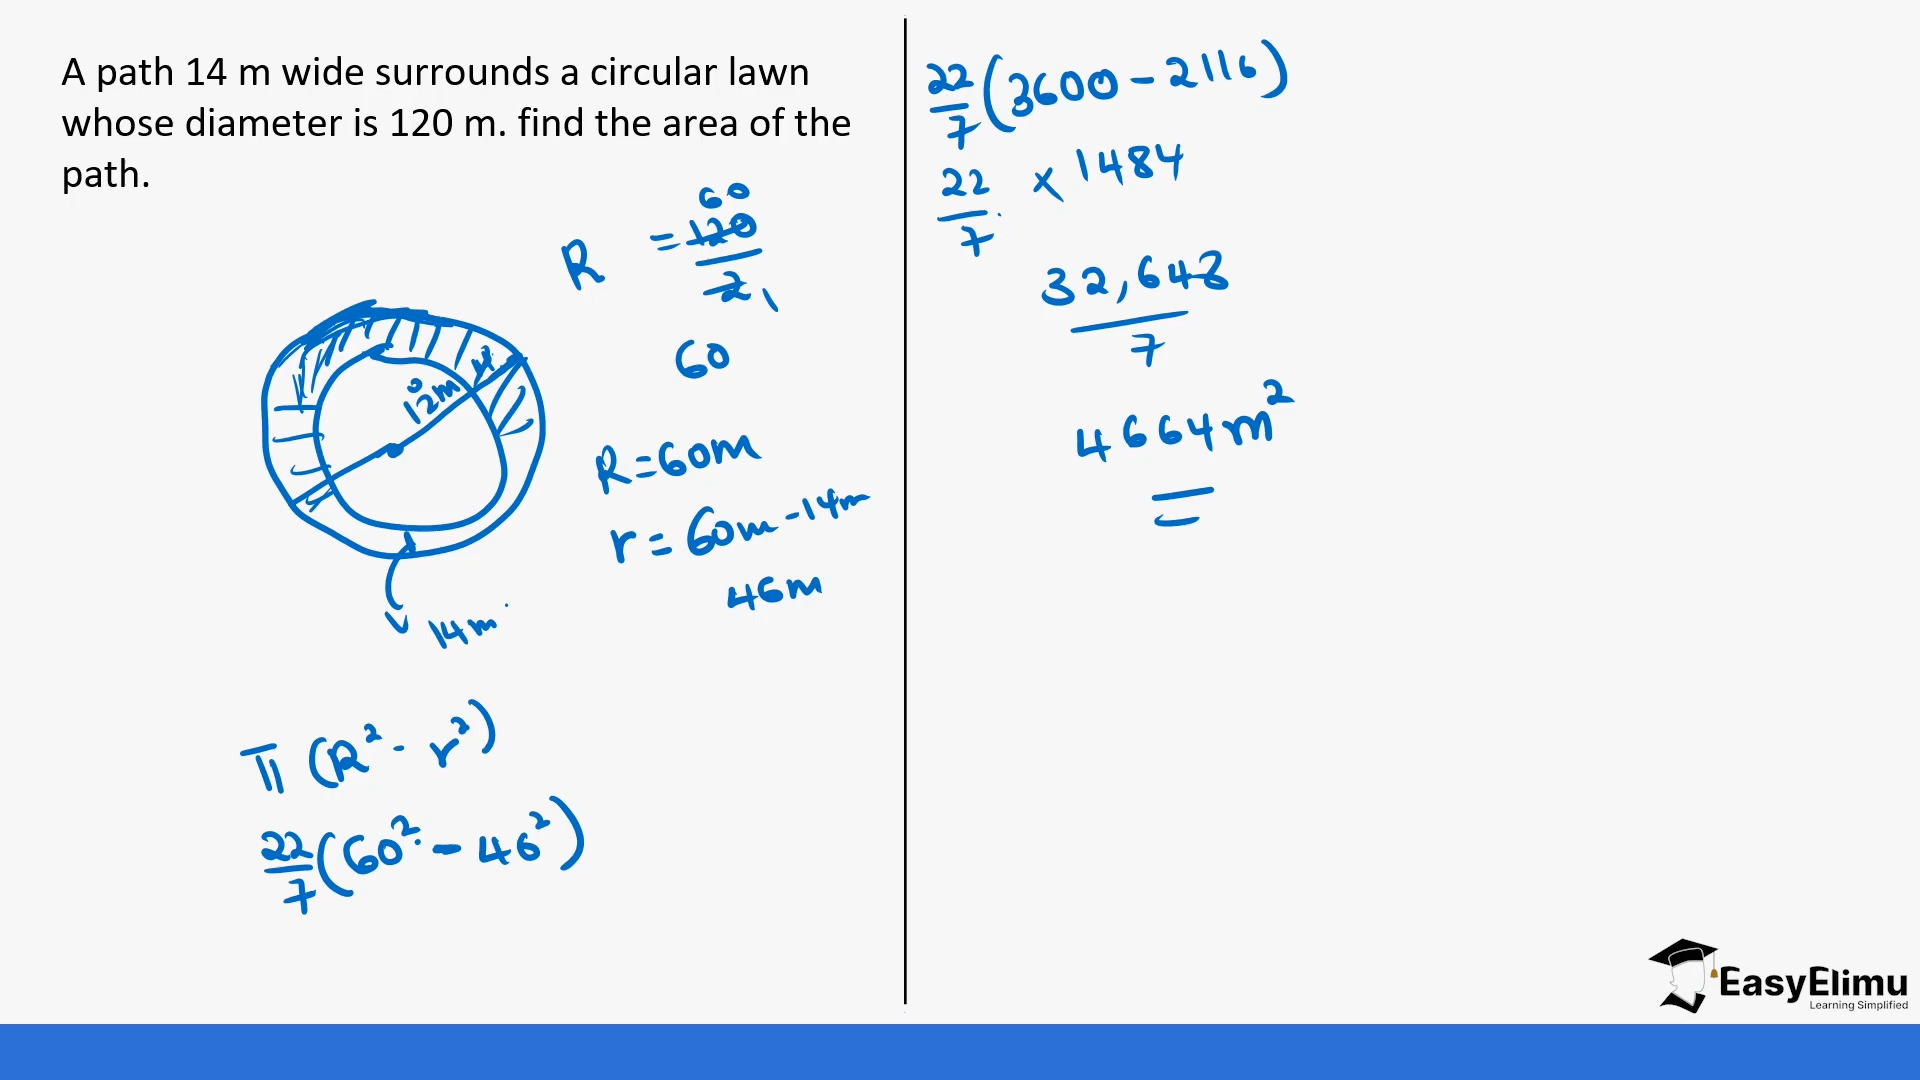 A path 14 m wide surrounds a circular lawn
whose diameter is 120 m. find the area of the
path.
60
R = 120
2 1
60
R = 60m
r = 60m - 14m
46m
120m
14m
π (R² - r²)
22/7 (60² - 46²)
22/7 (3600 - 2116)
22/7 x 1484
32,648
7
4664m²
EasyElimu
Learning Simplified